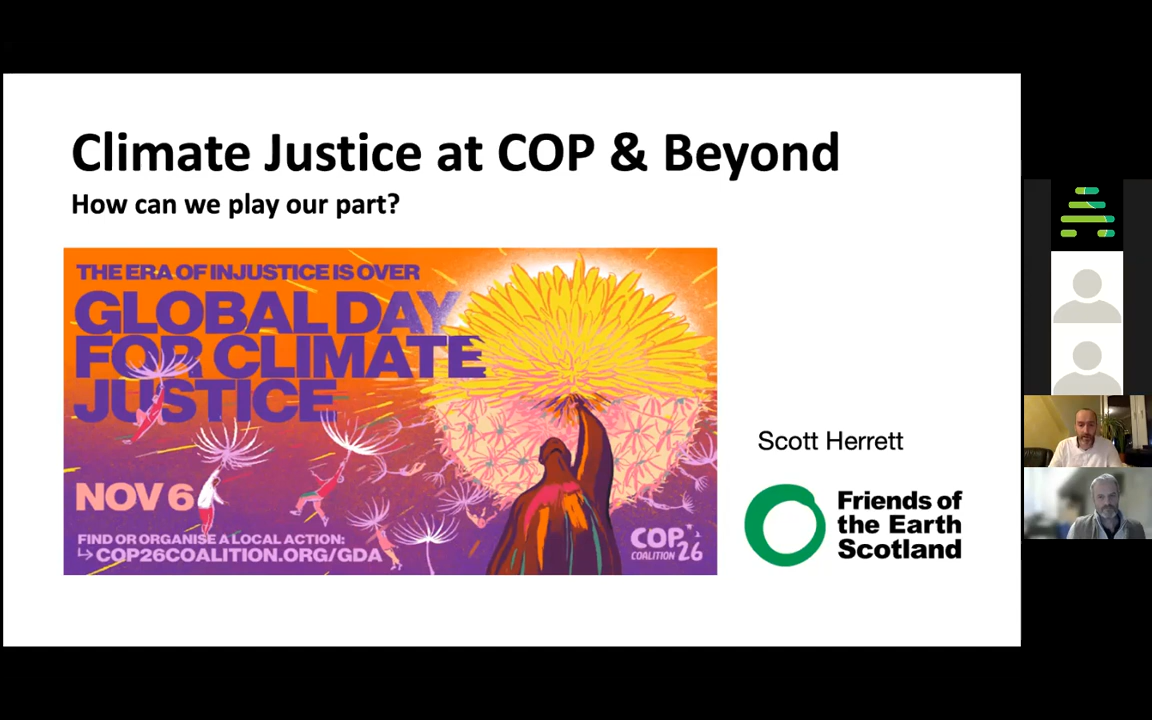 Climate Justice at COP & Beyond
How can we play our part?
THE ERA OF INJUSTICE IS OVER
GLOBAL DAY
FOR CLIMATE
JUSTICE
NOV 6
FIND OR ORGANISE A LOCAL ACTION:
COP26COALITION.ORG/GDA
COP
COALITION 26
Scott Herrett
Friends of
the Earth
Scotland